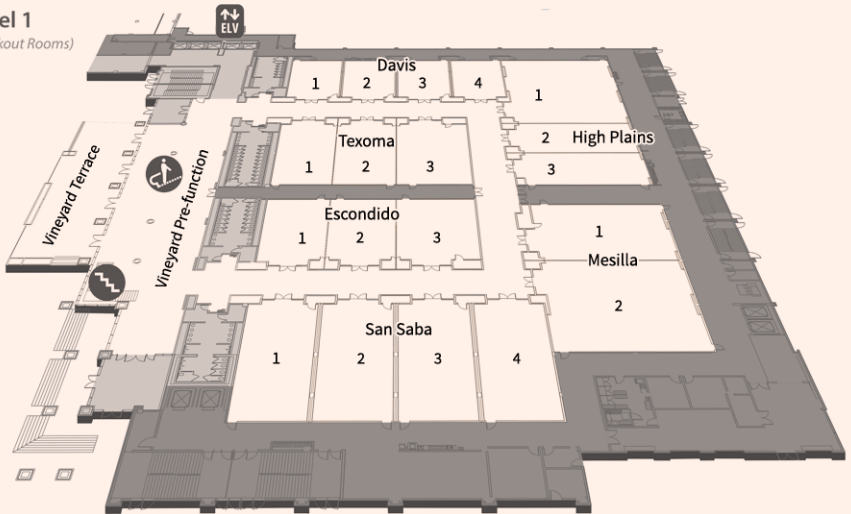 el 1
kout Rooms)
ELV
Davis
1
2
3
4
1
2
High Plains
3
Texoma
1
2
3
Vineyard Terrace
Vineyard Pre-function
Escondido
1
2
3
1
Mesilla
2
San Saba
1
2
3
4